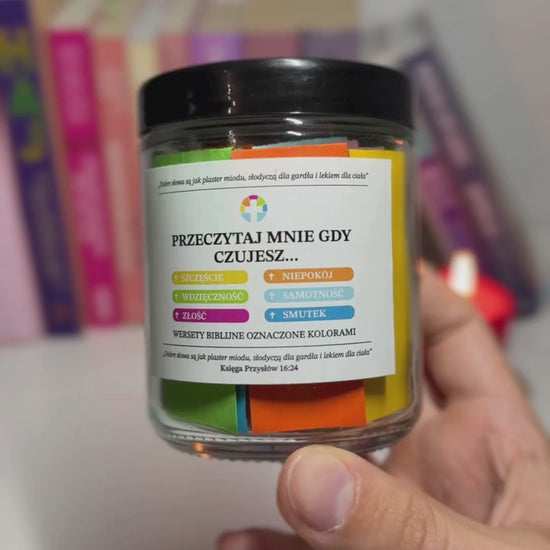 „Dobre słowa są jak plaster miodu, słodyczą dla gardła i lekiem dla ciała”
PRZECZYTAJ MNIE GDY
CZUJESZ...
SZCZĘŚCIE
NIEPOKÓJ
WDZIĘCZNOŚĆ
SAMOTNOŚĆ
ZŁOŚĆ
SMUTEK
WERSETY BIBLIJNE OZNACZONE KOLORAMI
„Dobre słowa są jak plaster miodu, słodyczą dla gardła i lekiem dla ciała”
Księga Przysłów 16:24